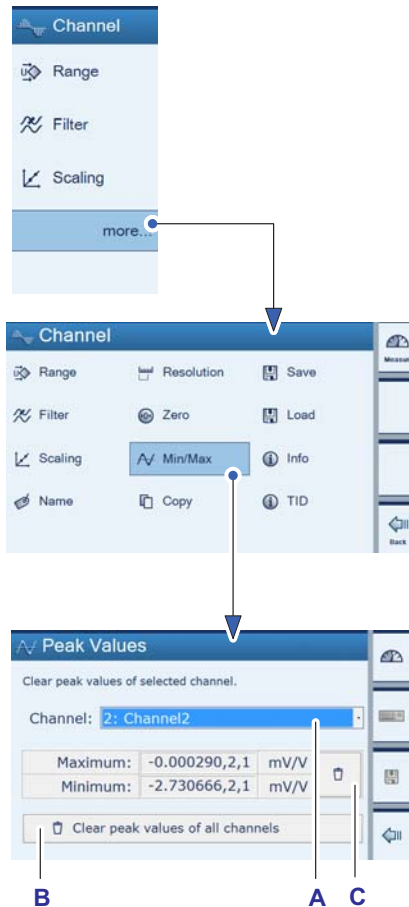 Channel
Range
Filter
Scaling
more...
Channel
Range Resolution Save
Measure
Filter Zero Load
Scaling Min/Max Info
Name Copy TID
Back
Peak Values
Clear peak values of selected channel.
Channel: 2: Channel2
Maximum: -0.000290,2,1 mV/V
Minimum: -2.730666,2,1 mV/V
Clear peak values of all channels
B A C